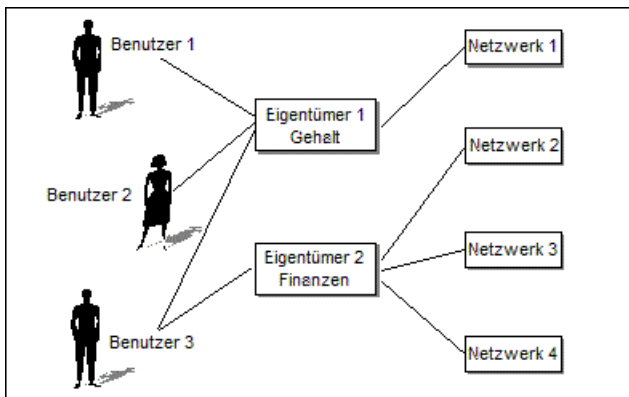 Benutzer 1
Netzwerk 1
Eigentümer 1
Gehalt
Netzwerk 2
Benutzer 2
Eigentümer 2
Finanzen
Netzwerk 3
Benutzer 3
Netzwerk 4